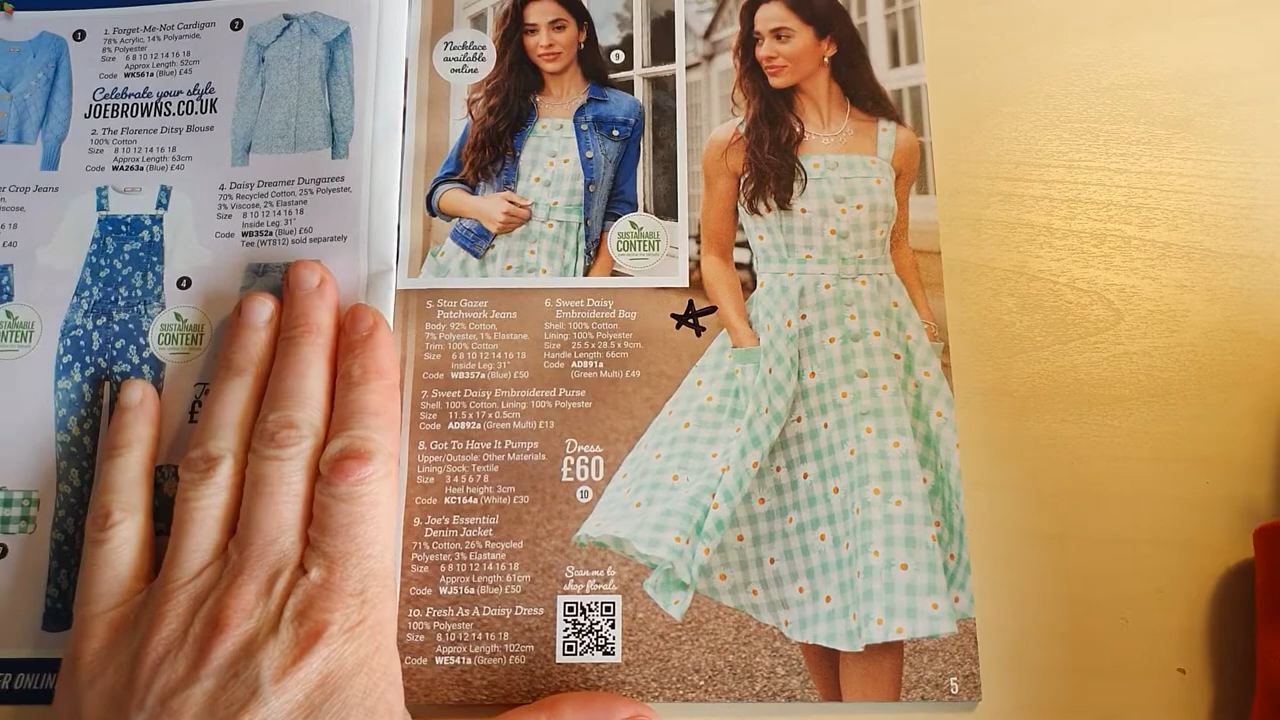 1
1. Forget-Me-Not Cardigan
78% Acrylic, 14% Polyamide,
8% Polyester
Size 6 8 10 12 14 16 18
Approx Length: 52cm
Code WK561a (Blue) £45
Celebrate your style
JOEBROWNS.CO.UK
2
2. The Florence Ditsy Blouse
100% Cotton
Size 8 10 12 14 16 18
Approx Length: 63cm
Code WA263a (Blue) £40
er Crop Jeans
£40
4. Daisy Dreamer Dungarees
70% Recycled Cotton, 25% Polyester,
3% Viscose, 2% Elastane
Size 8 10 12 14 16 18
Inside Leg: 31"
Code WB352a (Blue) £60
Tee (WT812) sold separately
4
SUSTAINABLE
CONTENT
£
ER ONLIN
Necklace
available
online
9
SUSTAINABLE
CONTENT
5. Star Gazer
Patchwork Jeans
Body: 92% Cotton,
7% Polyester, 1% Elastane.
Trim: 100% Cotton
Size 6 8 10 12 14 16 18
Inside Leg: 31"
Code WB357a (Blue) £50
6. Sweet Daisy
Embroidered Bag
Shell: 100% Cotton.
Lining: 100% Polyester
Size 25.5 x 28.5 x 9cm.
Handle Length: 66cm
Code AD891a
(Green Multi) £49
7. Sweet Daisy Embroidered Purse
Shell: 100% Cotton. Lining: 100% Polyester
Size 11.5 x 17 x 0.5cm
Code AD892a (Green Multi) £13
8. Got To Have It Pumps
Upper/Outsole: Other Materials.
Lining/Sock: Textile
Size 3 4 5 6 7 8
Heel height: 3cm
Code KC164a (White) £30
Dress
£60
10
9. Joe's Essential
Denim Jacket
71% Cotton, 26% Recycled
Polyester, 3% Elastane
Size 6 8 10 12 14 16 18
Approx Length: 61cm
Code WJ516a (Blue) £50
10. Fresh As A Daisy Dress
100% Polyester
Size 8 10 12 14 16 18
Approx Length: 102cm
Code WE541a (Green) £60
Scan me to
shop florals
5